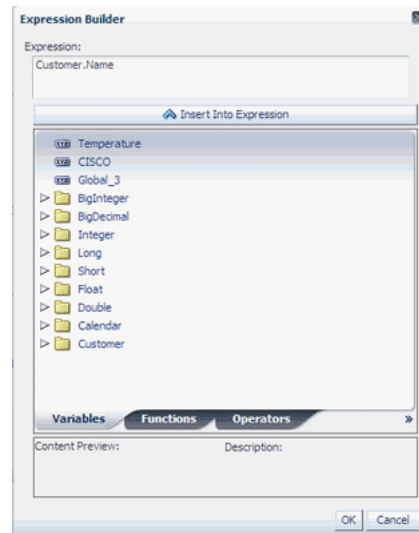 Expression Builder
Expression:
Customer.Name
Insert Into Expression
Temperature
CISCO
Global_3
BigInteger
BigDecimal
Integer
Long
Short
Float
Double
Calendar
Customer
Variables Functions Operators »
Content Preview: Description:
OK Cancel